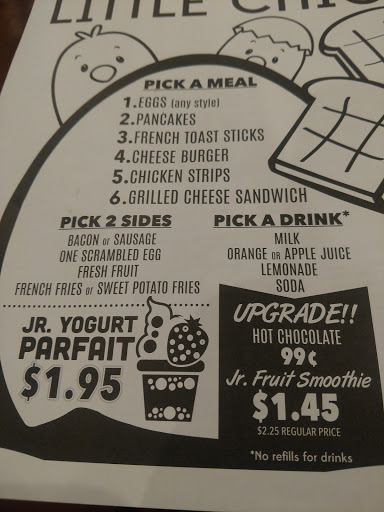 LITTLE
PICK A MEAL
1. EGGS (any style)
2. PANCAKES
3. FRENCH TOAST STICKS
4. CHEESE BURGER
5. CHICKEN STRIPS
6. GRILLED CHEESE SANDWICH
PICK 2 SIDES
BACON or SAUSAGE
ONE SCRAMBLED EGG
FRESH FRUIT
FRENCH FRIES or SWEET POTATO FRIES
PICK A DRINK*
MILK
ORANGE or APPLE JUICE
LEMONADE
SODA
JR. YOGURT
PARFAIT
$1.95
UPGRADE!!
HOT CHOCOLATE
99¢
Jr. Fruit Smoothie
$1.45
$2.25 REGULAR PRICE
*No refills for drinks